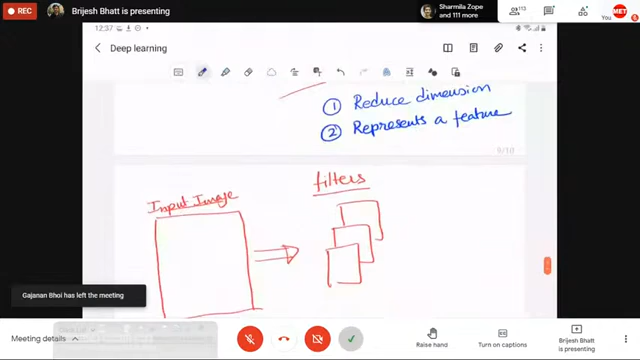 REC
Brijesh Bhatt is presenting
Sharmila Zope
and 111 more
113
You
MET
12:37
Deep learning
① Reduce dimension
② Represents a feature
9/10
filters
Input Image
Gajanan Bhoi has left the meeting
Meeting details
Raise hand
Turn on captions
Brijesh Bhatt
is presenting